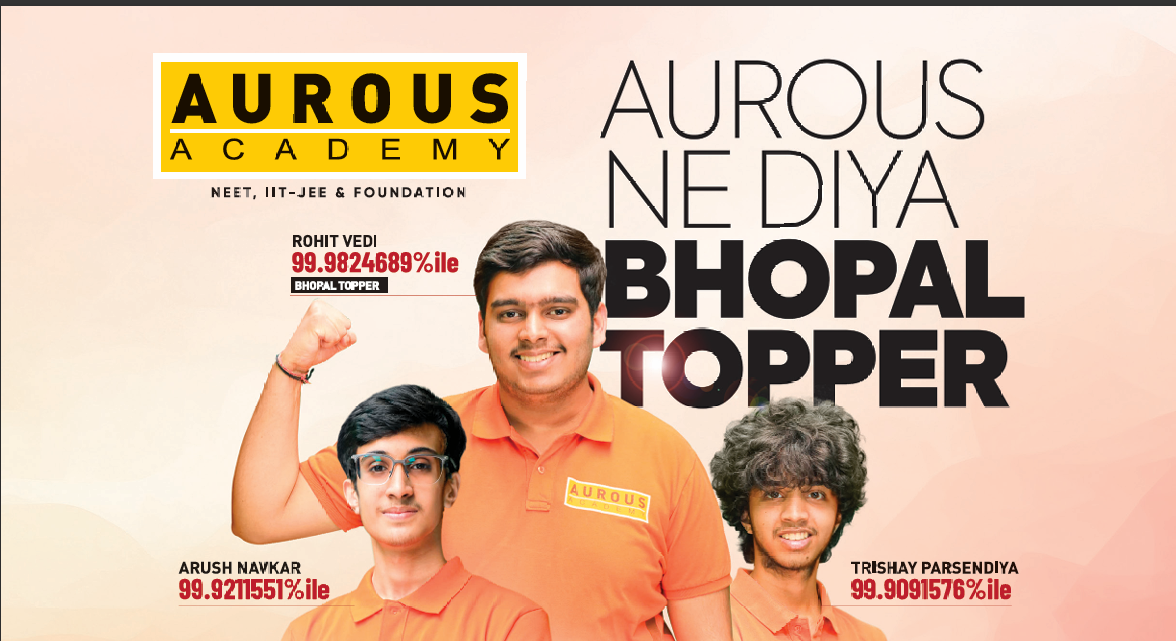 AUROUS
ACADEMY
NEET, IIT-JEE & FOUNDATION
AUROUS
NE DIYA
BHOPAL
TOPPER
ROHIT VEDI
99.9824689%ile
BHOPAL TOPPER
AUROUS
ACADEMY
ARUSH NAVKAR
99.9211551%ile
TRISHAY PARSENDIYA
99.9091576%ile